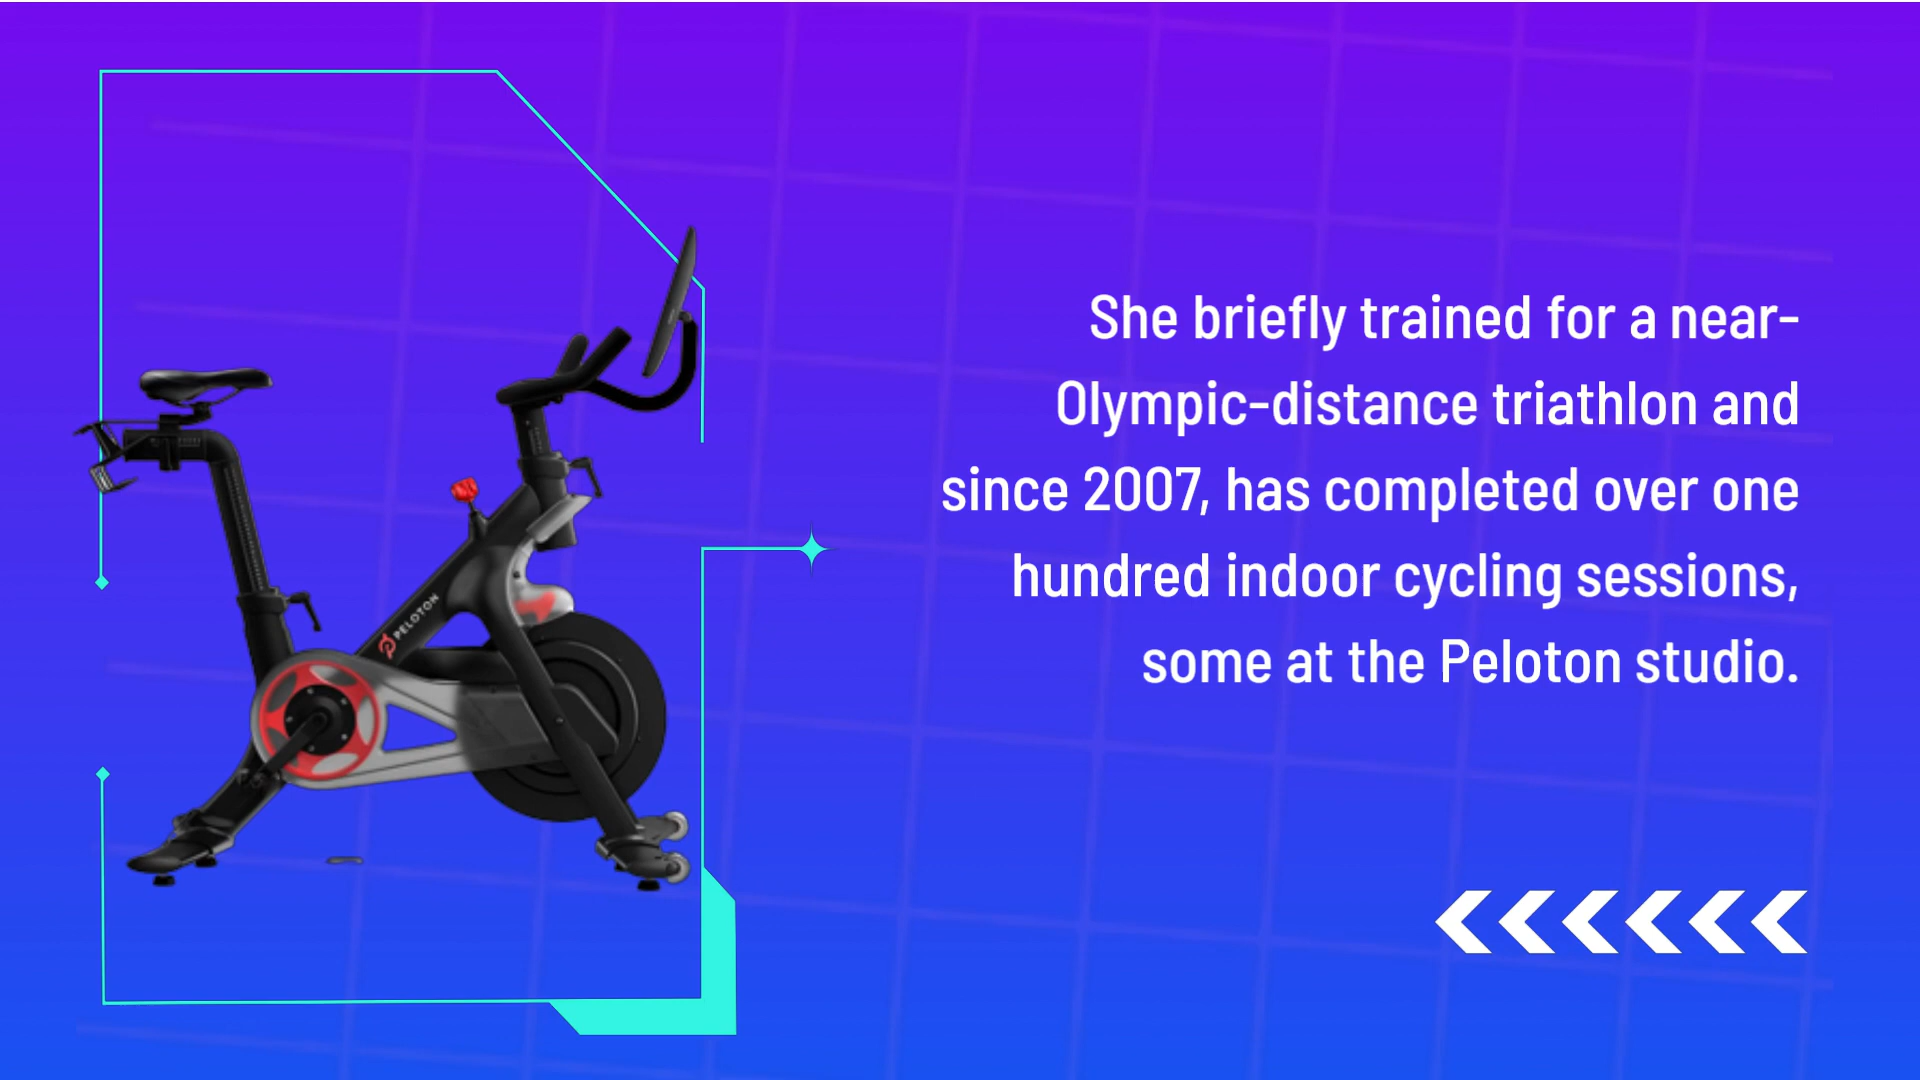 She briefly trained for a near-
Olympic-distance triathlon and
since 2007, has completed over one
hundred indoor cycling sessions,
some at the Peloton studio.
PELOTON